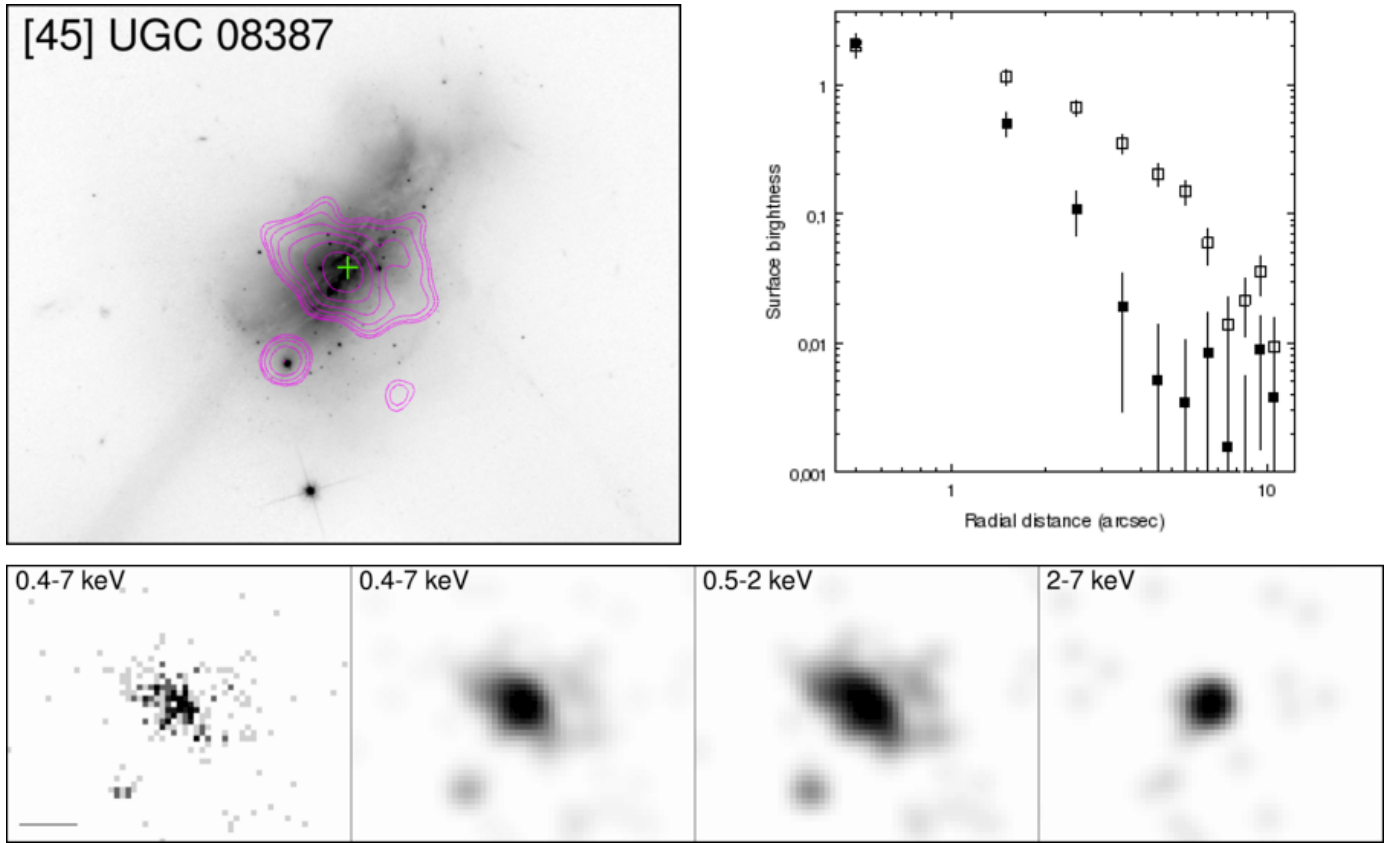 [45] UGC 08387
1
0,1
0,01
0,001
Surface birghtness
1
10
Radial distance (arcsec)
0.4-7 keV
0.4-7 keV
0.5-2 keV
2-7 keV